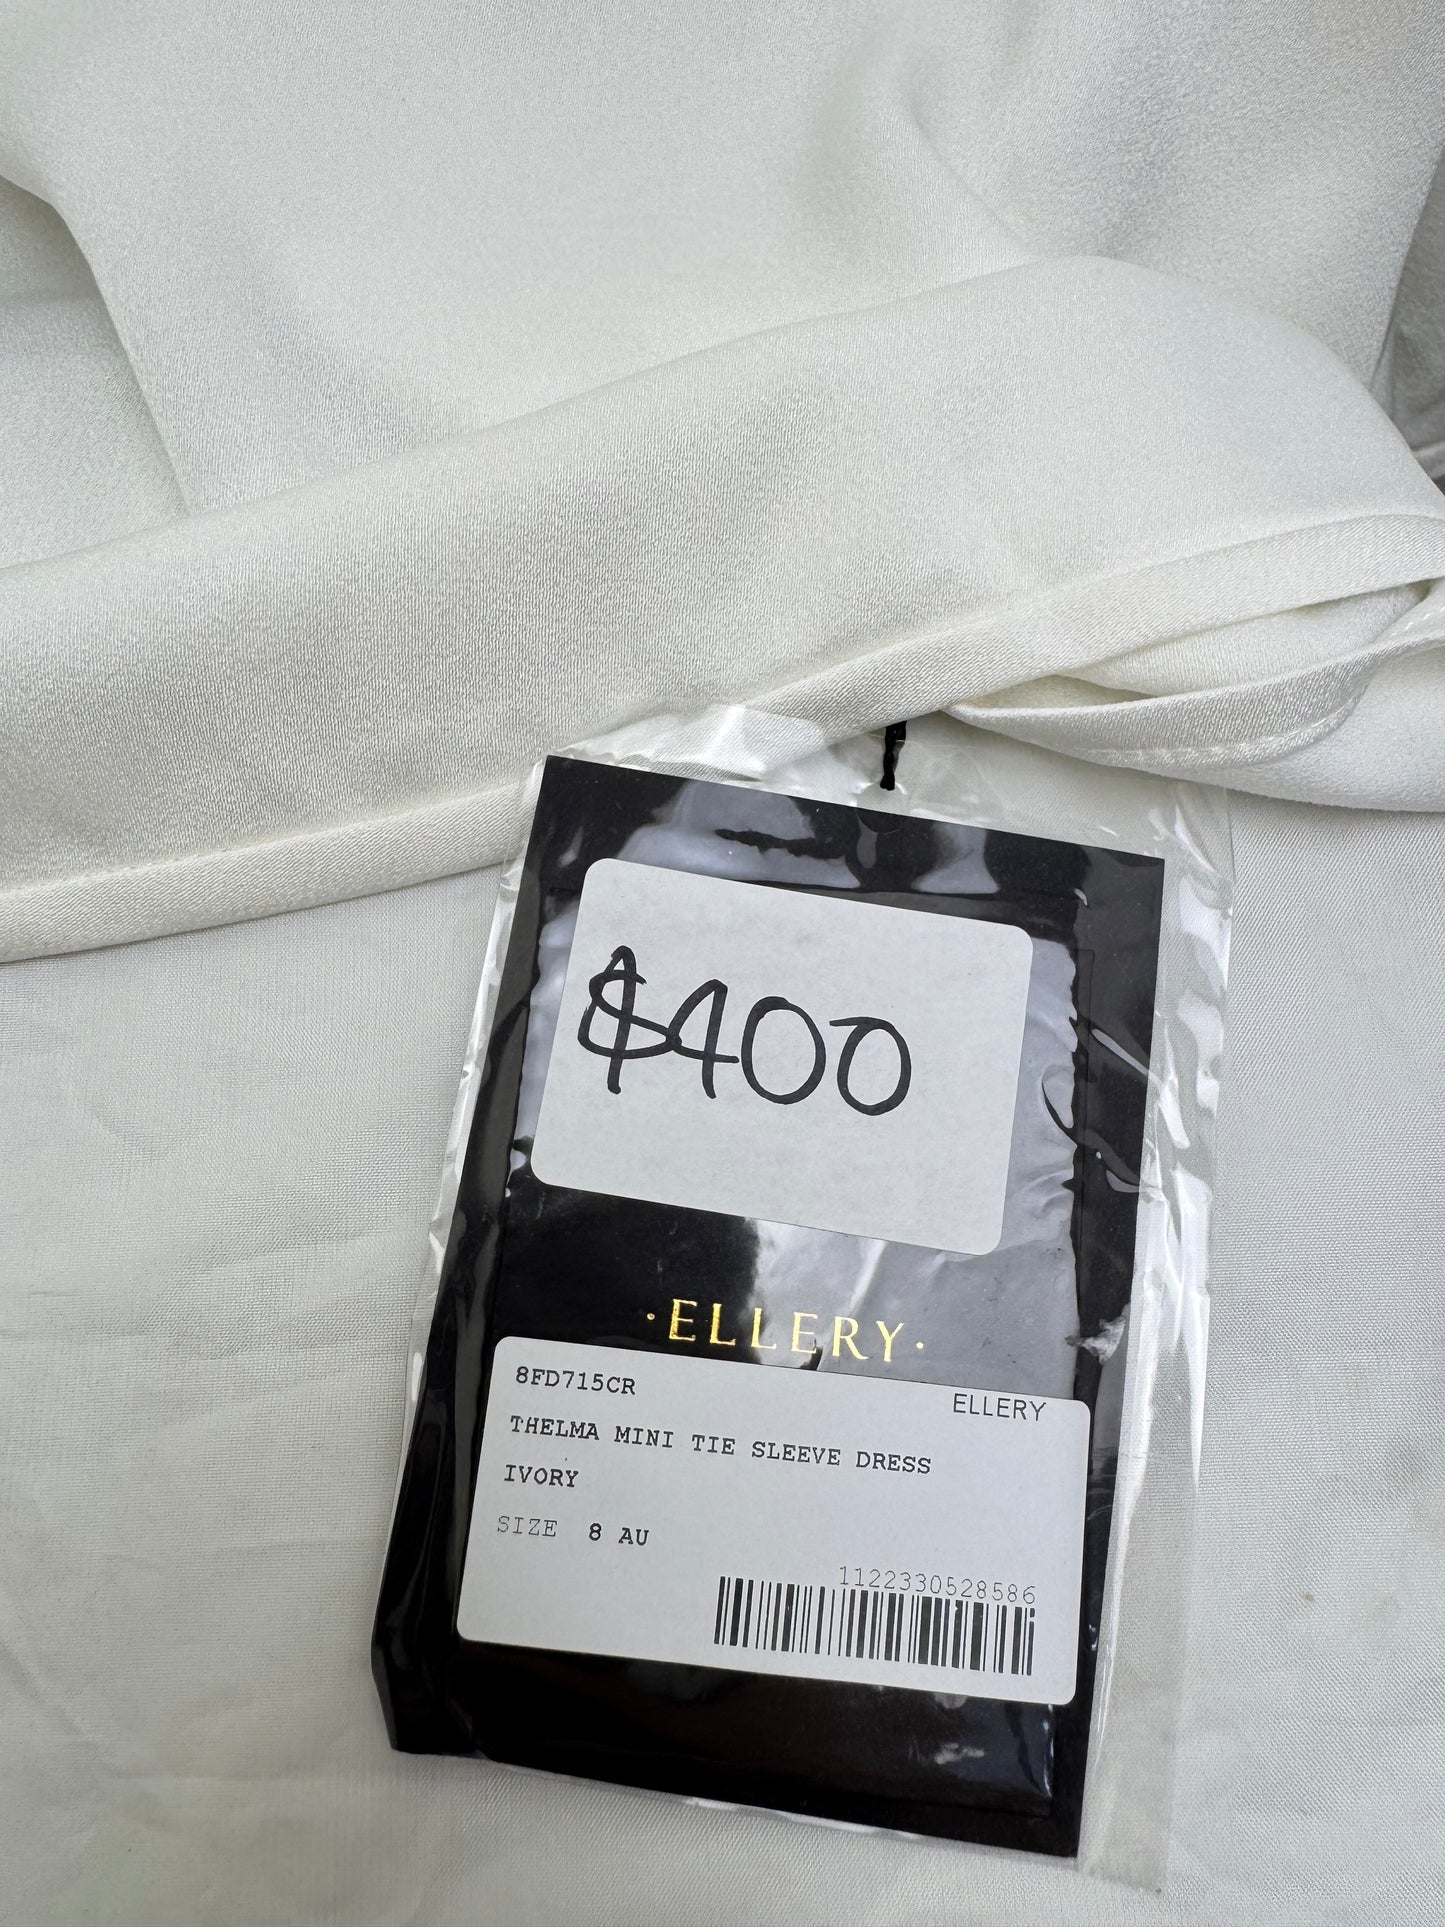 $400
·ELLERY·
8FD715CR
ELLERY
THELMA MINI TIE SLEEVE DRESS
IVORY
SIZE 8 AU
1122330528586